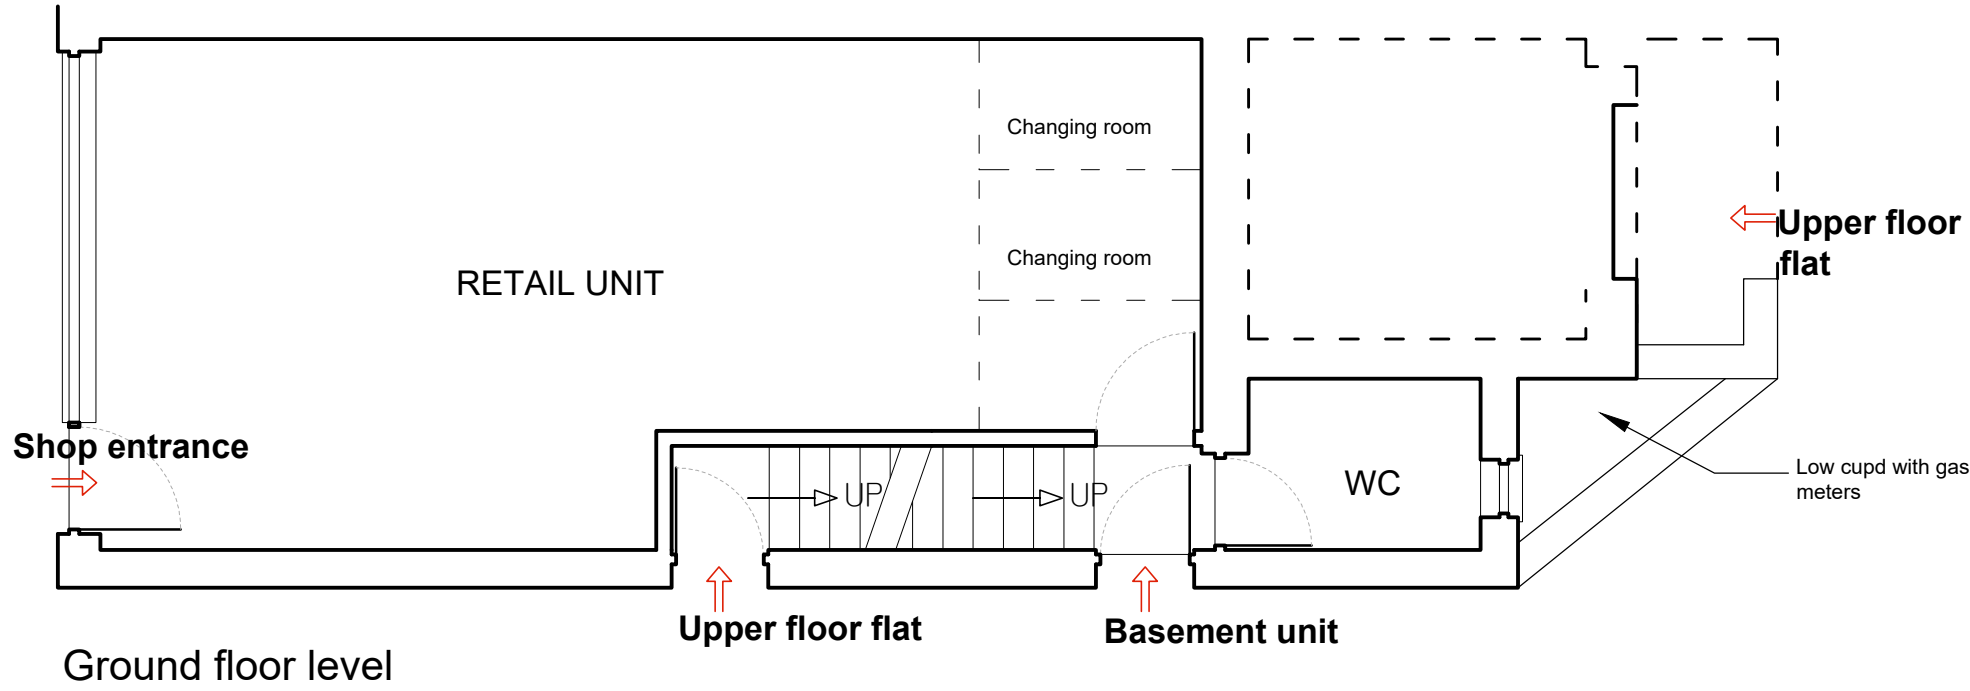 Changing room
Upper floor
flat
Changing room
RETAIL UNIT
Shop entrance
Low cupd with gas
meters
WC
UP
UP
Upper floor flat
Basement unit
Ground floor level